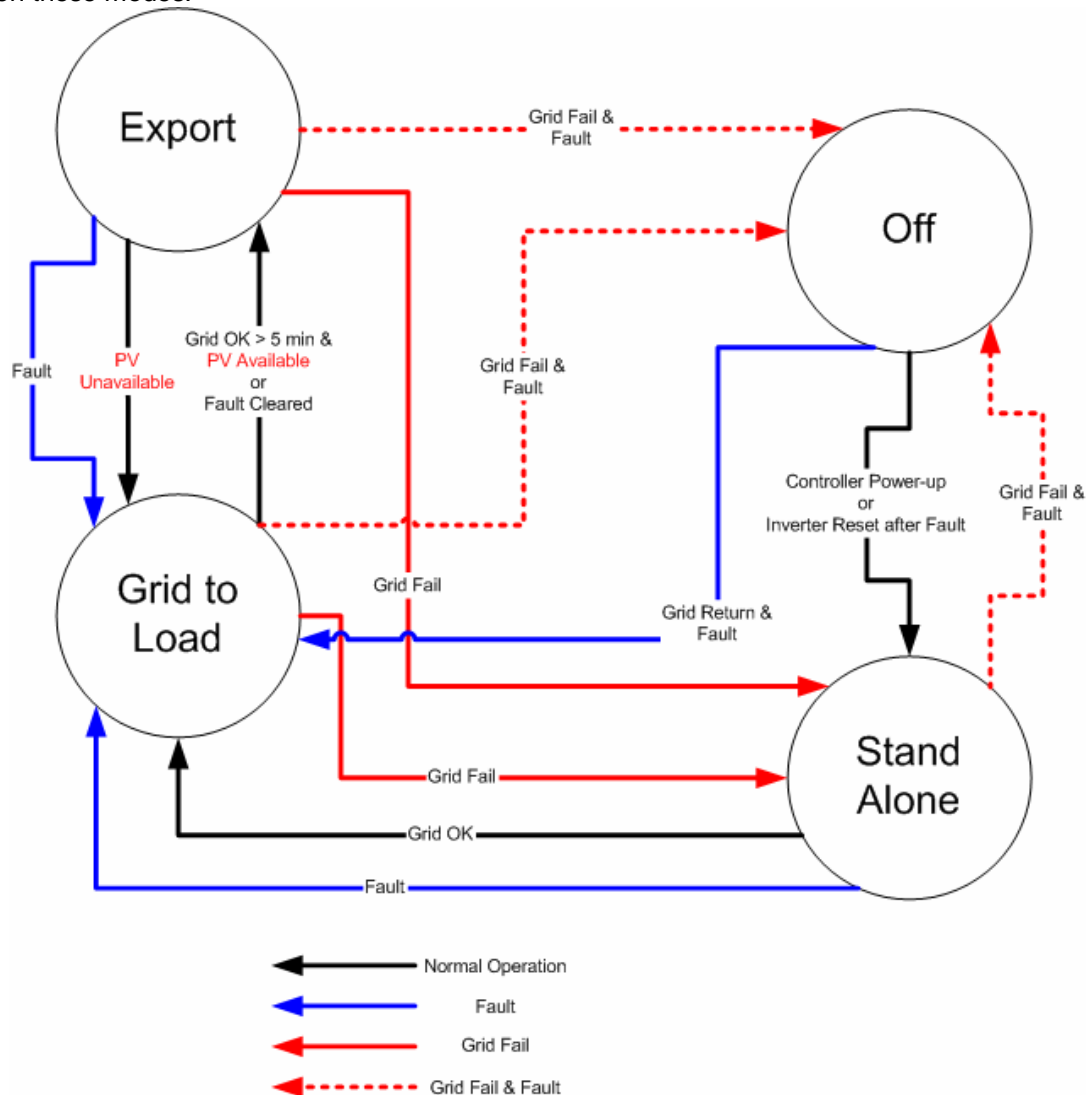 Export
Grid Fail &
Fault
Off
Fault
PV
Unavailable
Grid OK > 5 min &
PV Available
or
Fault Cleared
Grid Fail &
Fault
Controller Power-up
or
Inverter Reset after Fault
Grid Fail &
Fault
Grid to
Load
Grid Fail
Grid Return &
Fault
Stand
Alone
Grid Fail
Grid OK
Fault
Normal Operation
Fault
Grid Fail
Grid Fail & Fault